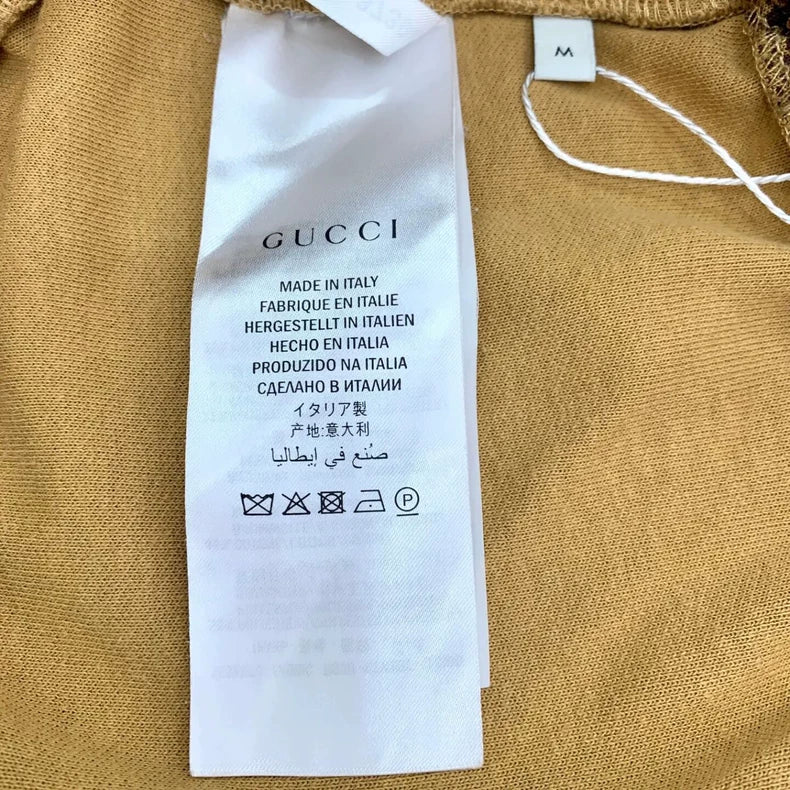 M
GUCCI
MADE IN ITALY
FABRIQUE EN ITALIE
HERGESTELLT IN ITALIEN
HECHO EN ITALIA
PRODUZIDO NA ITALIA
СДЕЛАНО В ИТАЛИИ
イタリア製
产地:意大利
صُنع في إيطاليا
P